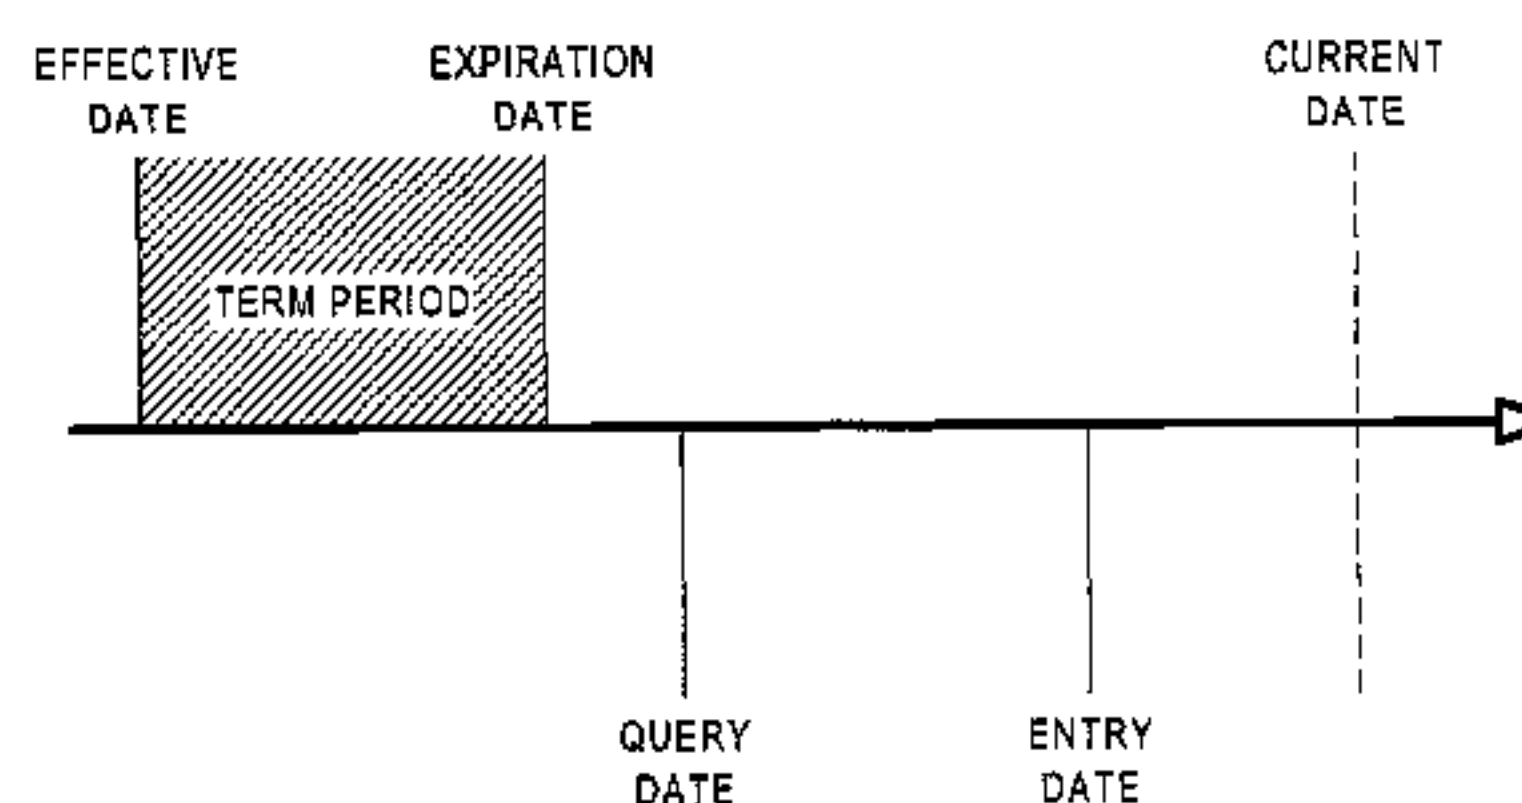 EFFECTIVE
DATE
EXPIRATION
DATE
CURRENT
DATE
TERM PERIOD
QUERY
DATE
ENTRY
DATE